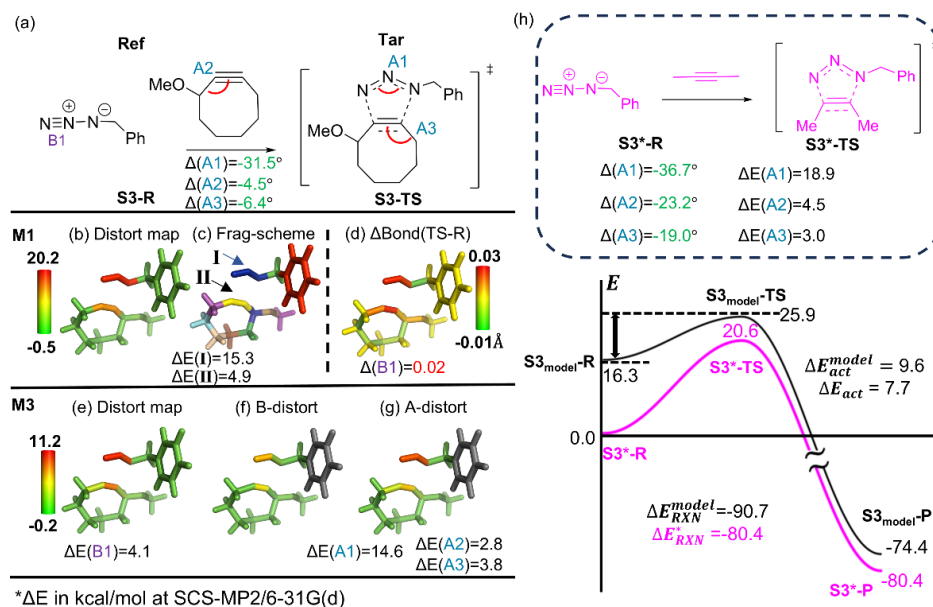 (a)
Ref
Tar
A2
MeO
N≡N–N
⊕
⊖
B1
Ph
A1
N
N
N
Ph
MeO
A3
‡
Δ(A1)=-31.5°
Δ(A2)=-4.5°
Δ(A3)=-6.4°
S3-R
S3-TS
M1
(b) Distort map
(c) Frag-scheme
(d) ΔBond(TS-R)
20.2
-0.5
I
II
0.03
-0.01Å
ΔE(I)=15.3
ΔE(II)=4.9
Δ(B1)=0.02
M3
(e) Distort map
(f) B-distort
(g) A-distort
11.2
-0.2
ΔE(B1)=4.1
ΔE(A1)=14.6
ΔE(A2)=2.8
ΔE(A3)=3.8
*ΔE in kcal/mol at SCS-MP2/6-31G(d)
(h)
N≡N–N
⊕
⊖
Ph
N
N
N
Ph
Me
Me
‡
S3*-R
S3*-TS
Δ(A1)=-36.7°
ΔE(A1)=18.9
Δ(A2)=-23.2°
ΔE(A2)=4.5
Δ(A3)=-19.0°
ΔE(A3)=3.0
E
S3model-TS
25.9
20.6
S3*-TS
S3model-R
16.3
ΔE_act^model = 9.6
ΔE_act = 7.7
0.0
S3*-R
ΔE_RXN^model=-90.7
ΔE_RXN^*=-80.4
S3model-P
-74.4
S3*-P
-80.4